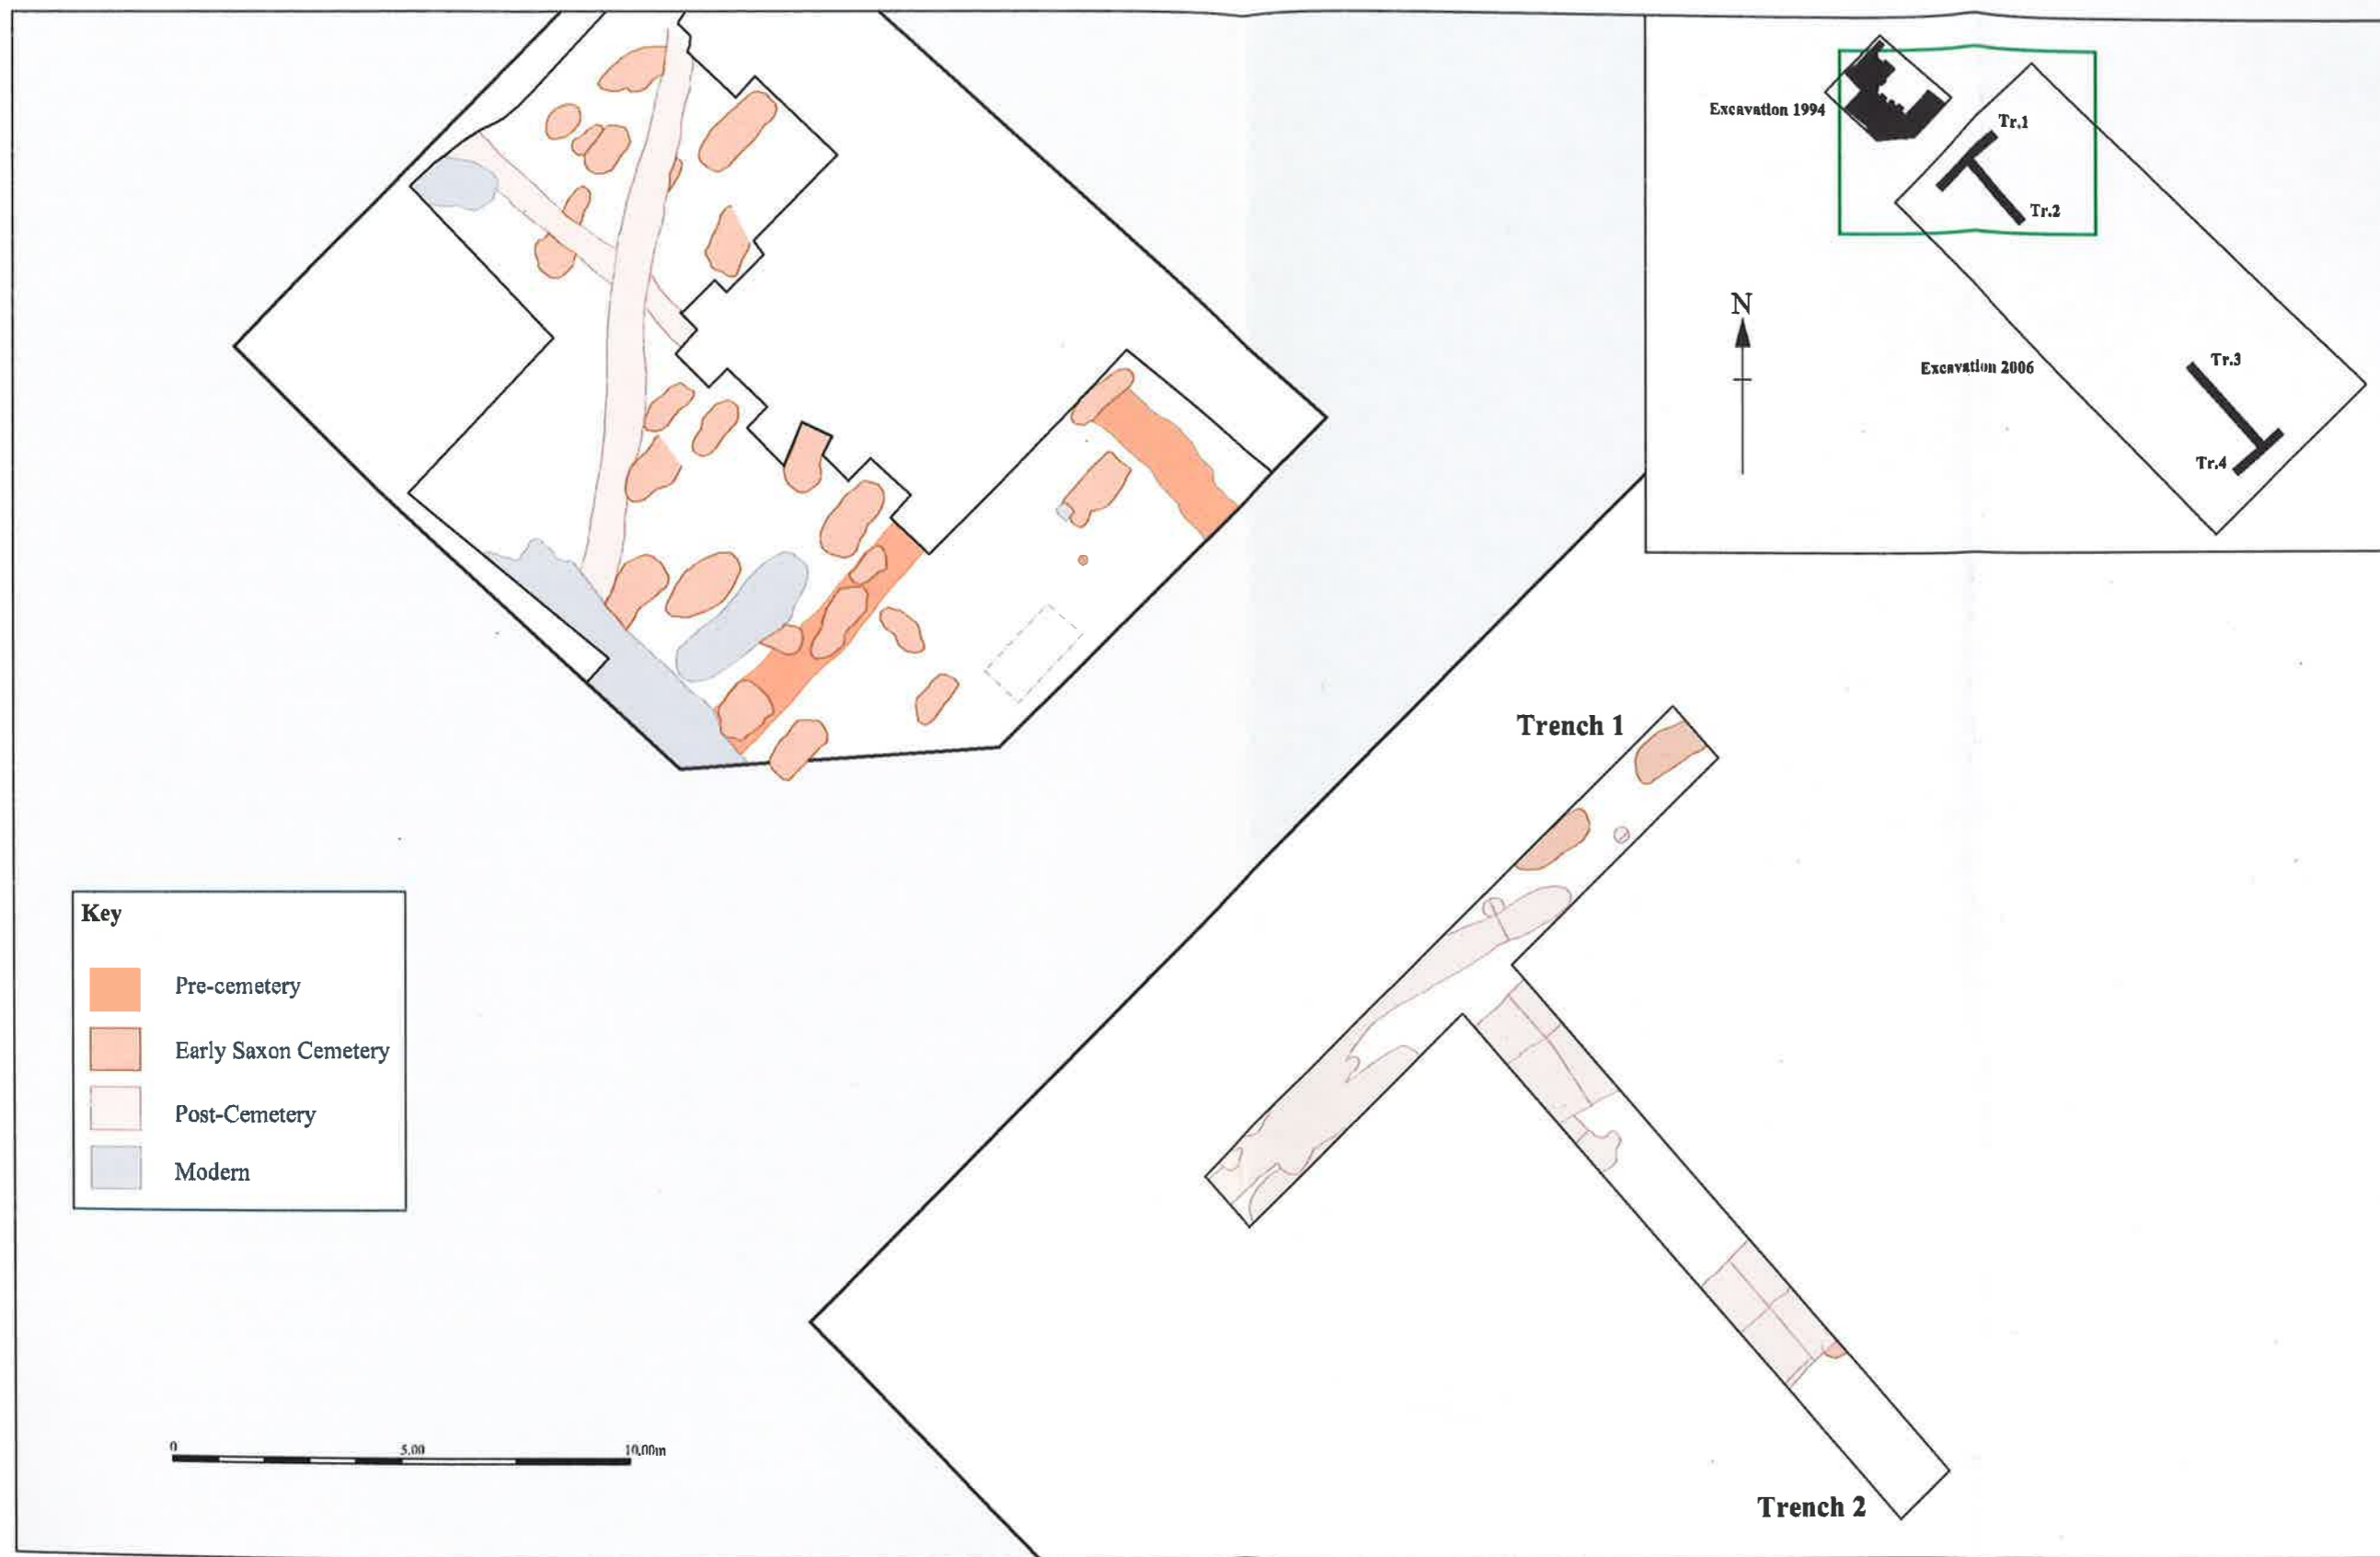 Excavation 1994
Tr.1
Tr.2
N
Excavation 2006
Tr.3
Tr.4
Trench 1
Key
Pre-cemetery
Early Saxon Cemetery
Post-Cemetery
Modern
0 5.00 10.00m
Trench 2